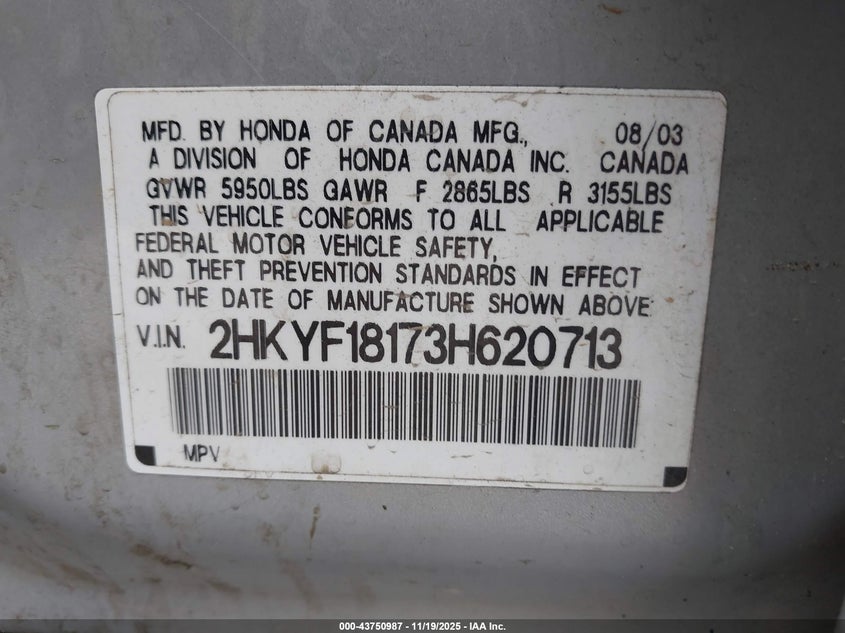 MFD. BY HONDA OF CANADA MFG., 08/03
A DIVISION OF HONDA CANADA INC. CANADA
GVWR 5950LBS GAWR F 2865LBS R 3155LBS
THIS VEHICLE CONFORMS TO ALL APPLICABLE
FEDERAL MOTOR VEHICLE SAFETY,
AND THEFT PREVENTION STANDARDS IN EFFECT
ON THE DATE OF MANUFACTURE SHOWN ABOVE.
V.I.N. 2HKYF18173H620713
MPV
000-43750987 - 11/19/2025 - IAA Inc.